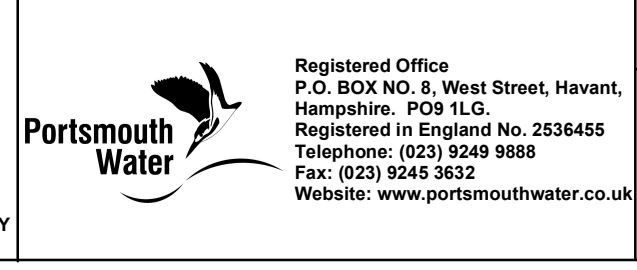 Portsmouth
Water
Registered Office
P.O. BOX NO. 8, West Street, Havant,
Hampshire. PO9 1LG.
Registered in England No. 2536455
Telephone: (023) 9249 9888
Fax: (023) 9245 3632
Website: www.portsmouthwater.co.uk
Y